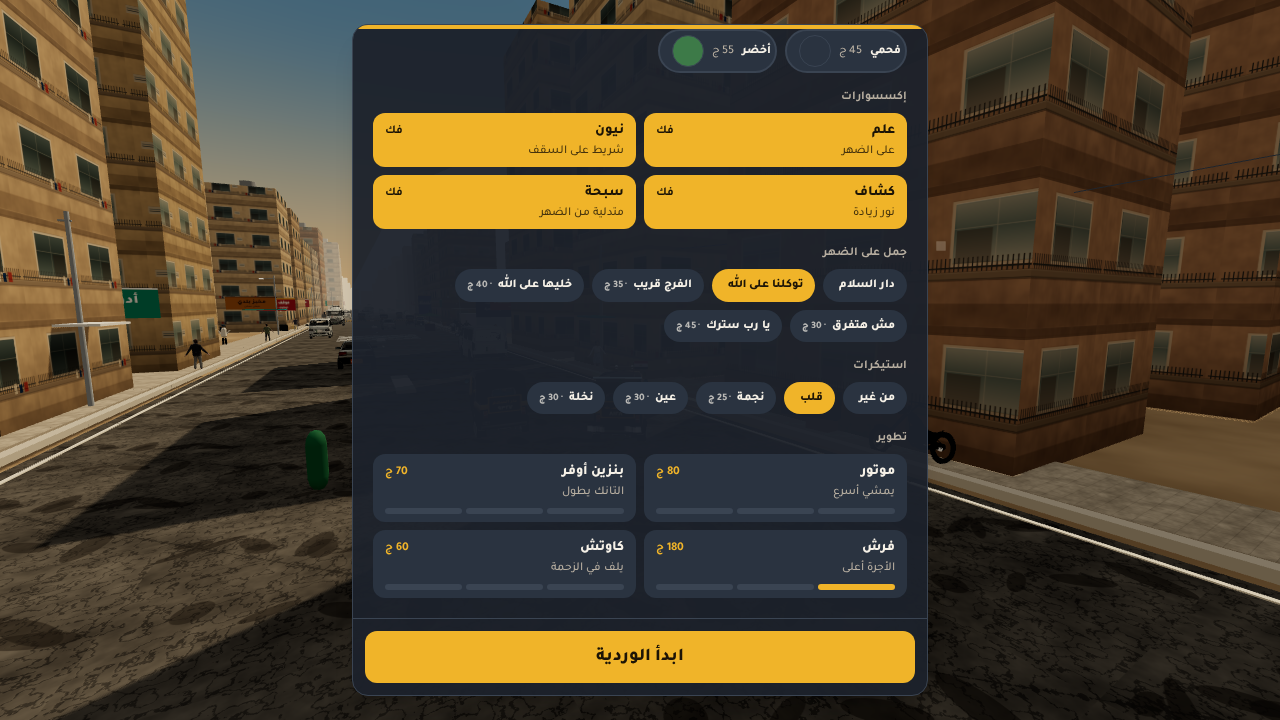 فحمي 45 ج
أخضر 55 ج
إكسسوارات
علم فك
على الضهر
نيون فك
شريط على السقف
كشاف فك
نور زيادة
سبحة فك
متدلية من الضهر
جمل على الضهر
دار السلام
توكلنا على الله
الفرج قريب · 35 ج
خليها على الله · 40 ج
مش هتفرق · 30 ج
يا رب سترك · 45 ج
استيكرات
من غير
قلب
نجمة · 25 ج
عين · 30 ج
نخلة · 30 ج
تطوير
موتور 80 ج
يمشي أسرع
بنزين أوفر 70 ج
التانك يطول
فرش 180 ج
الأجرة أعلى
كاوتش 60 ج
يلف في الزحمة
ابدأ الوردية